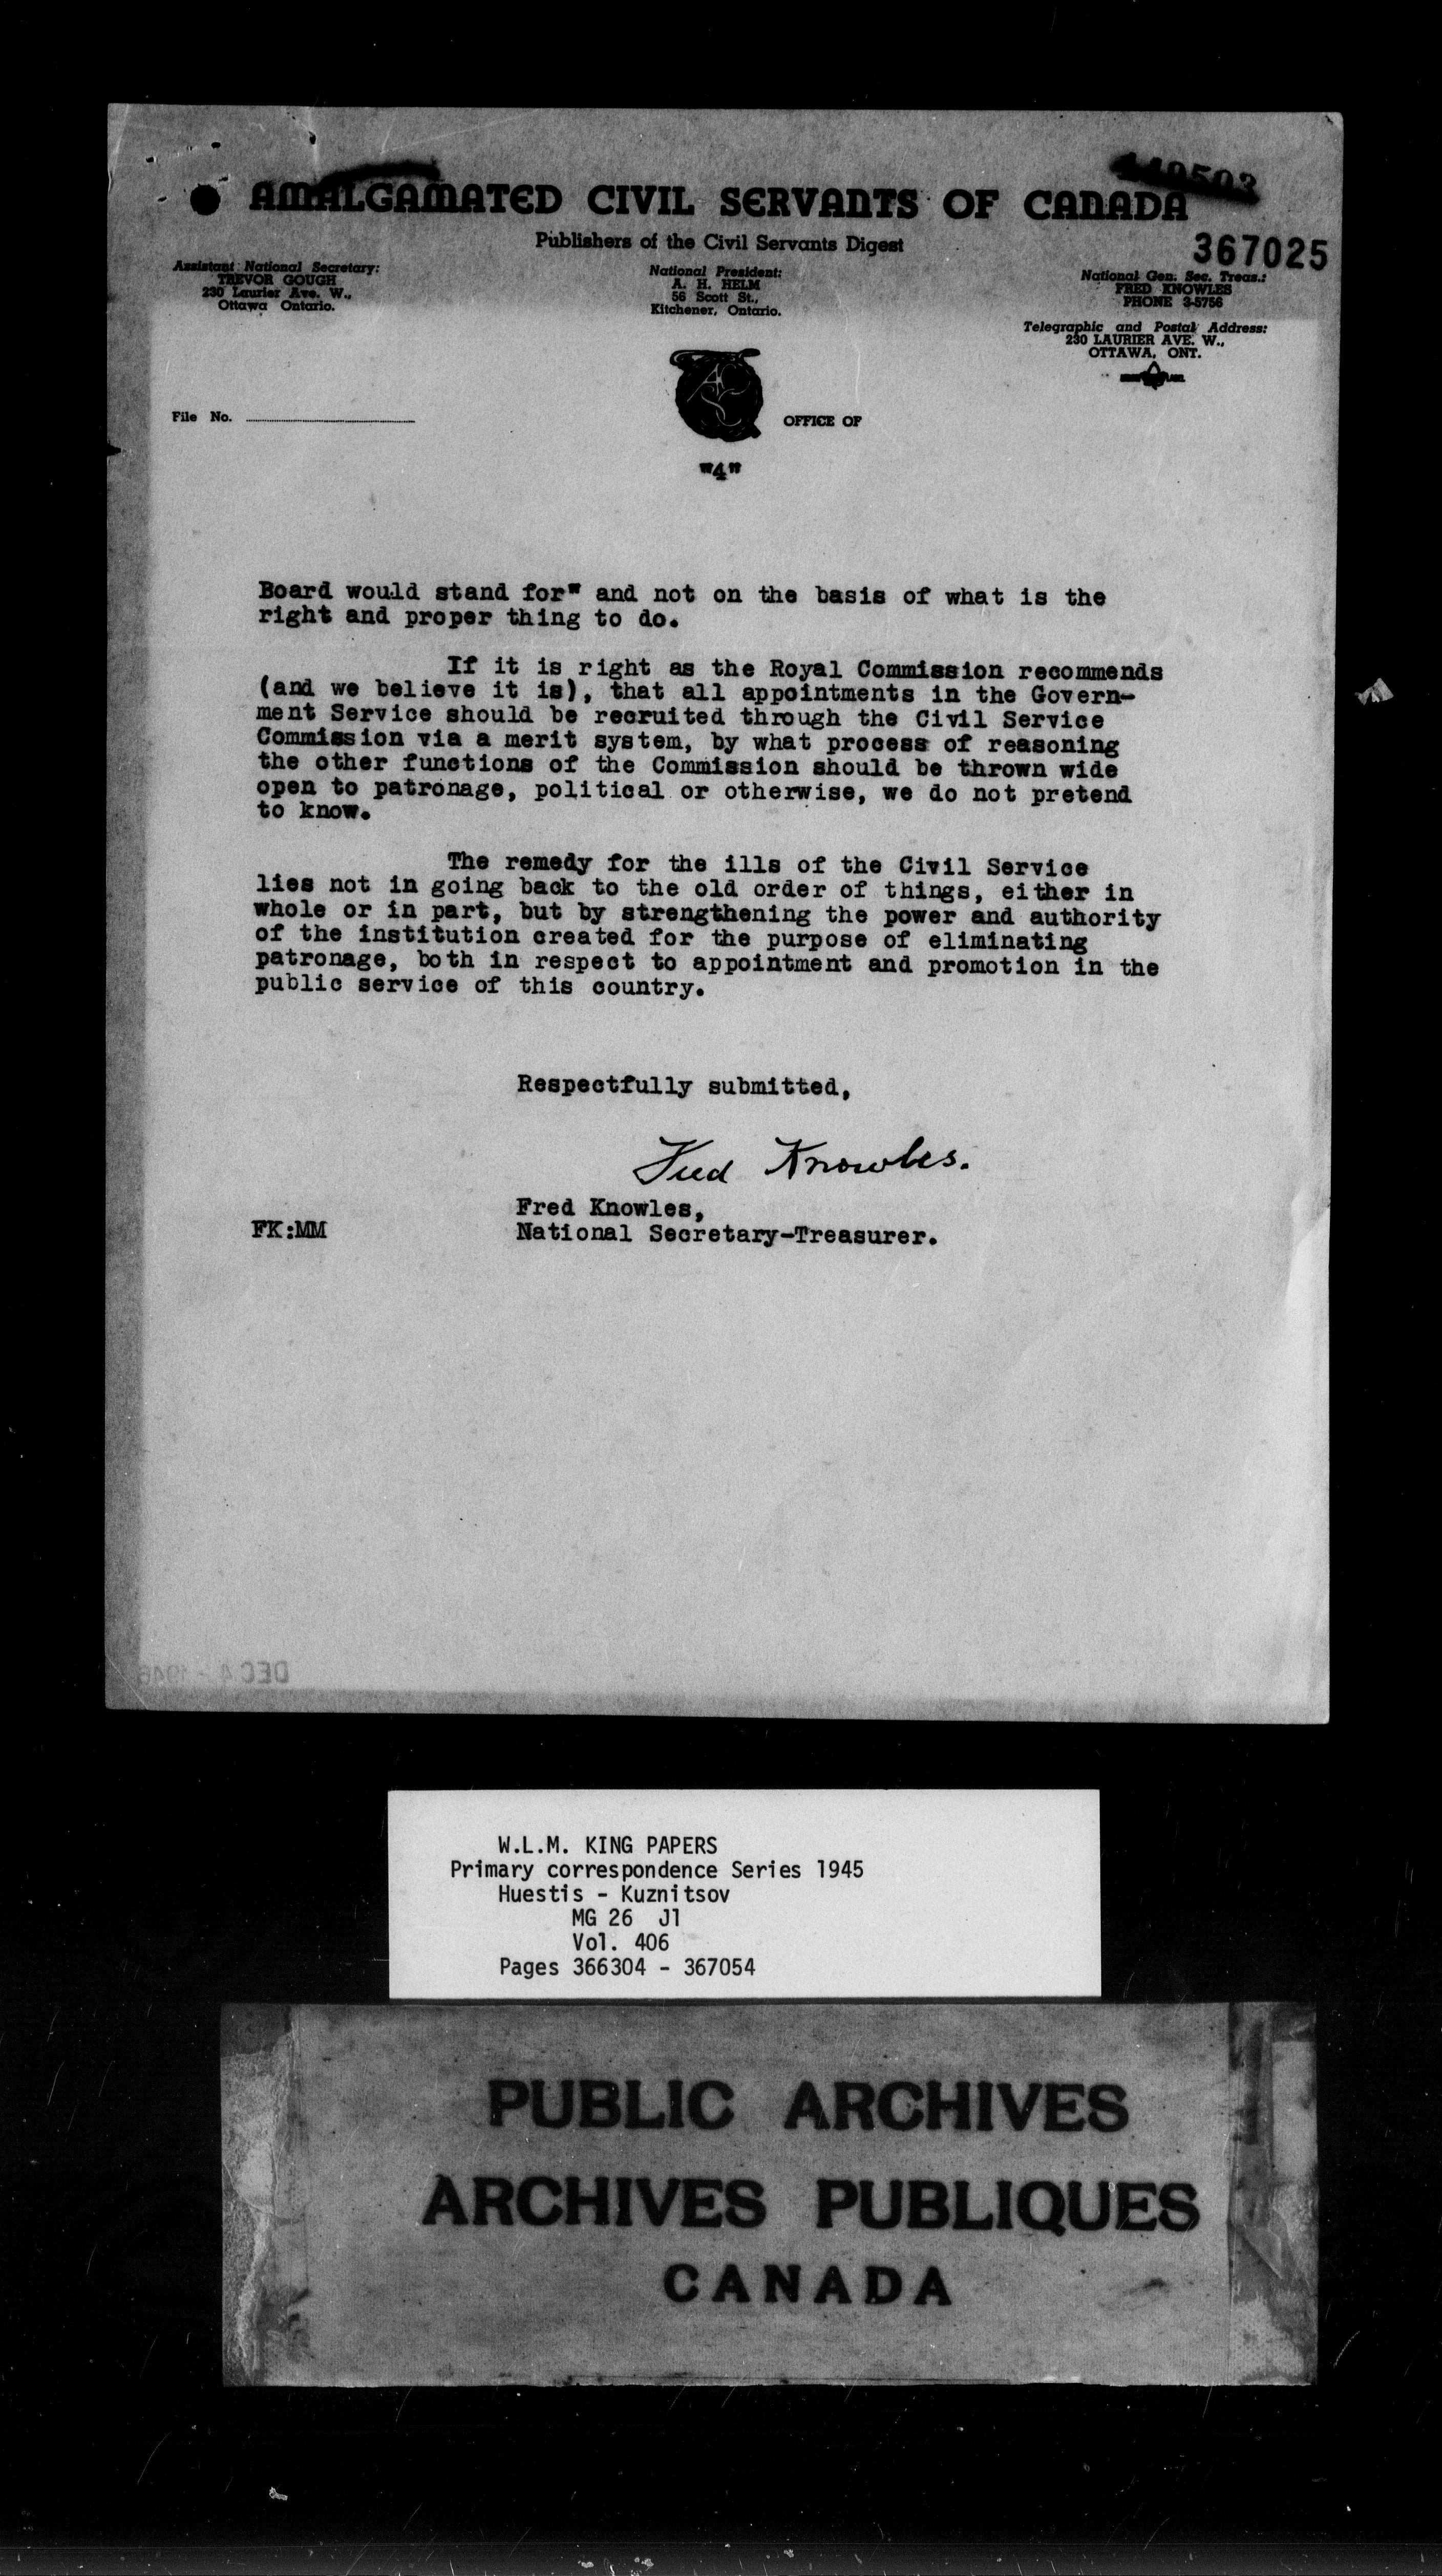 AMALGAMATED CIVIL SERVANTS OF CANADA
Publishers of the Civil Servants Digest
367025
Assistant National Secretary:
TREVOR GOUGH
230 Laurier Ave. W.,
Ottawa Ontario.
National President:
A. H. HELM
56 Scott St.,
Kitchener, Ontario.
National Gen. Sec. Treas.:
FRED KNOWLES
PHONE 3-5756
Telegraphic and Postal Address:
230 LAURIER AVE. W.,
OTTAWA, ONT.
File No.
OFFICE OF
"4"
Board would stand for" and not on the basis of what is the
right and proper thing to do.
If it is right as the Royal Commission recommends
(and we believe it is), that all appointments in the Govern-
ment Service should be recruited through the Civil Service
Commission via a merit system, by what process of reasoning
the other functions of the Commission should be thrown wide
open to patronage, political or otherwise, we do not pretend
to know.
The remedy for the ills of the Civil Service
lies not in going back to the old order of things, either in
whole or in part, but by strengthening the power and authority
of the institution created for the purpose of eliminating
patronage, both in respect to appointment and promotion in the
public service of this country.
Respectfully submitted,
Fred Knowles.
Fred Knowles,
FK:MM National Secretary-Treasurer.
DEC 4 - 1945
W.L.M. KING PAPERS
Primary correspondence Series 1945
Huestis - Kuznitsov
MG 26 J1
Vol. 406
Pages 366304 - 367054
PUBLIC ARCHIVES
ARCHIVES PUBLIQUES
CANADA